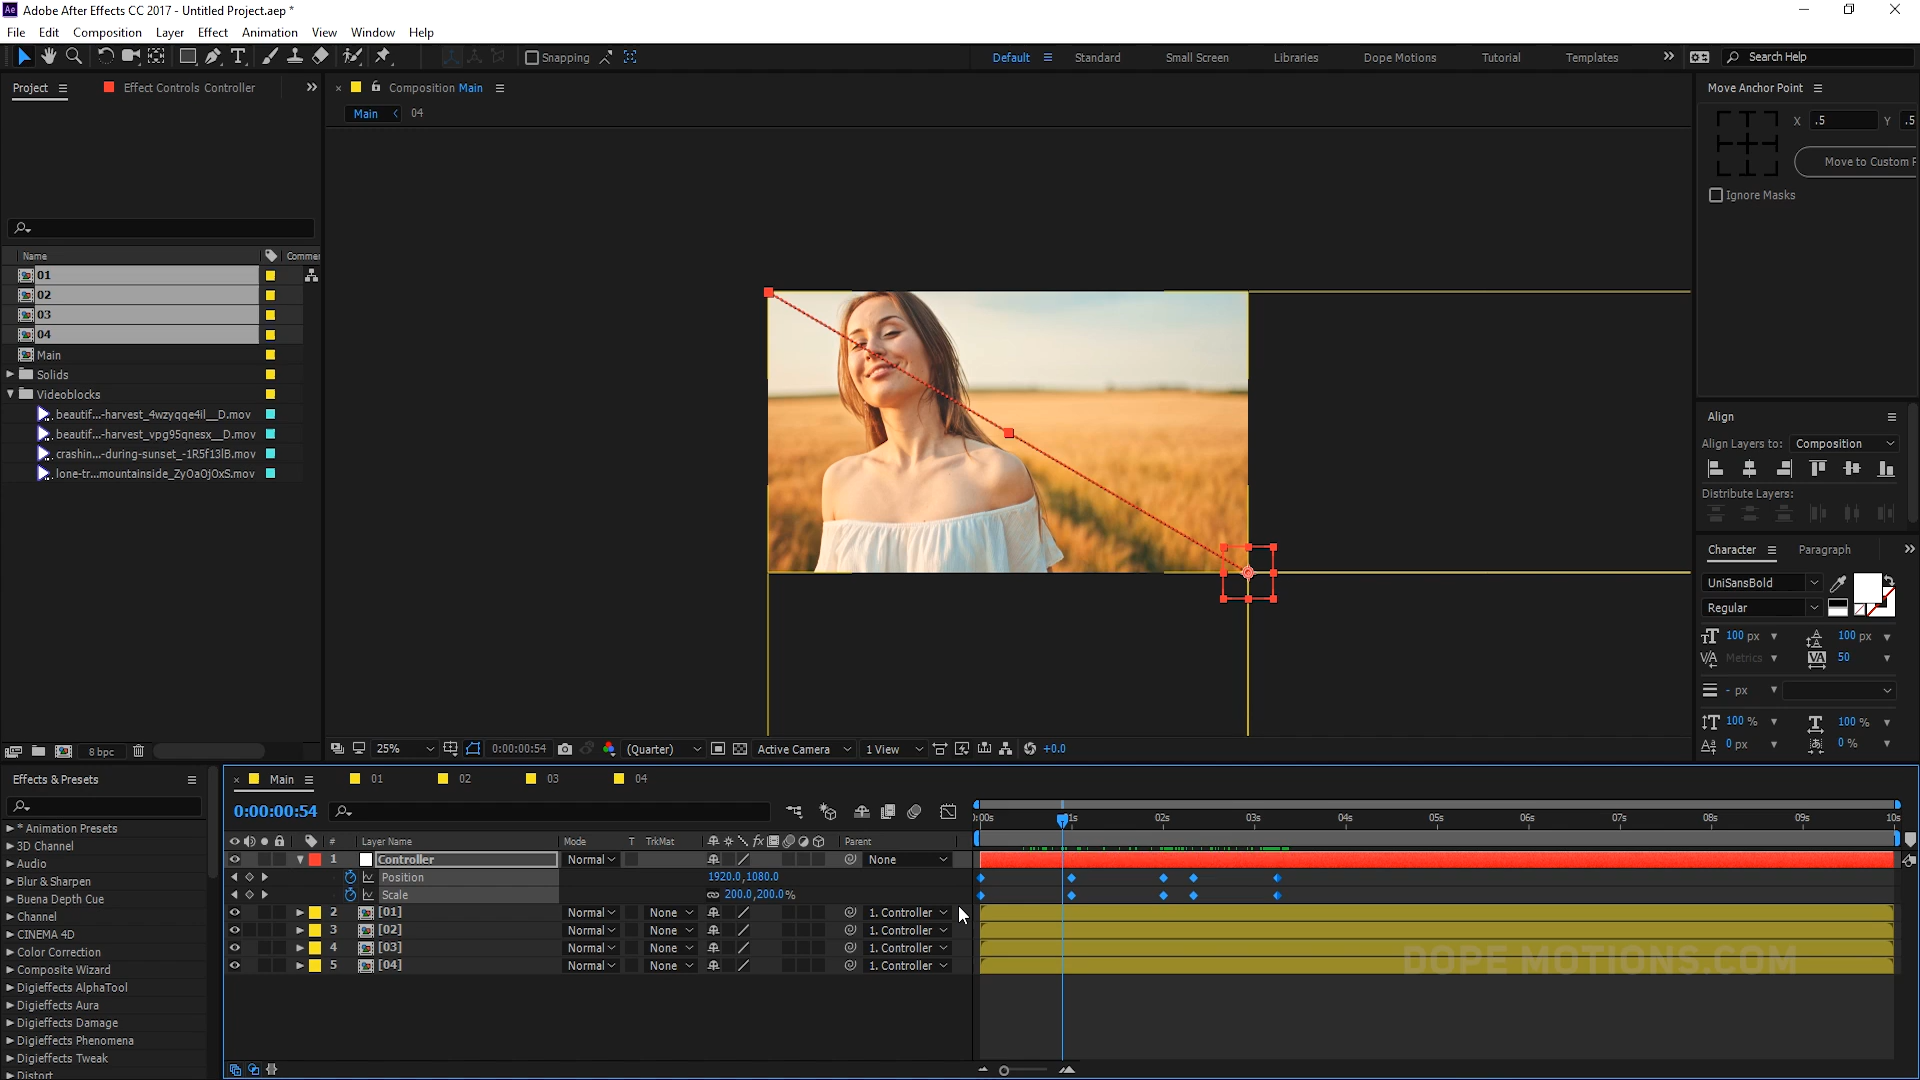 Adobe After Effects CC 2017 - Untitled Project.aep *
File Edit Composition Layer Effect Animation View Window Help
Snapping
Default Standard Small Screen Libraries Dope Motions Tutorial Templates Search Help
Project Effect Controls Controller
Composition Main
Main 04
Name Commen
01
02
03
04
Main
Solids
Videoblocks
beautif...-harvest_4wzyqqe4il__D.mov
beautif...-harvest_vpg95qnesx__D.mov
crashin...-during-sunset_-1R5f13lB.mov
lone-tr...mountainside_ZyOaOjOxS.mov
8 bpc
25% 0:00:00:54 (Quarter) Active Camera 1 View +0.0
Move Anchor Point
X .5 Y .5
Move to Custom P
Ignore Masks
Align
Align Layers to: Composition
Distribute Layers:
Character Paragraph
UniSansBold
Regular
100 px 100 px
Metrics 50
- px
100 % 100 %
0 px 0 %
Effects & Presets
* Animation Presets
3D Channel
Audio
Blur & Sharpen
Buena Depth Cue
Channel
CINEMA 4D
Color Correction
Composite Wizard
Digieffects AlphaTool
Digieffects Aura
Digieffects Damage
Digieffects Phenomena
Digieffects Tweak
Distort
Main 01 02 03 04
0:00:00:54
# Layer Name Mode T TrkMat Parent
1 Controller Normal None
Position 1920.0,1080.0
Scale 200.0,200.0%
2 [01] Normal None 1. Controller
3 [02] Normal None 1. Controller
4 [03] Normal None 1. Controller
5 [04] Normal None 1. Controller
):00s 01s 02s 03s 04s 05s 06s 07s 08s 09s 10s
DOPE MOTIONS.COM